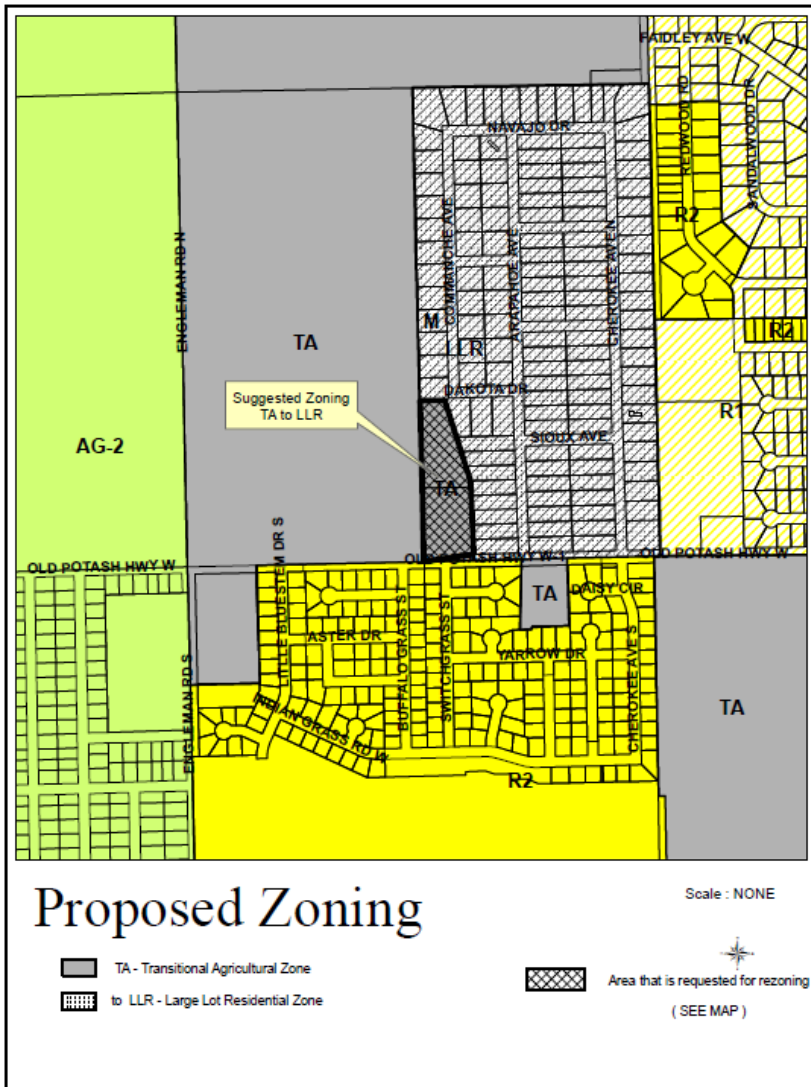 FAIDLEY AVE W
REDWOOD RD
SANDALWOOD DR
NAVAJO DR
R2
ENGLEMAN RD N
COMMANCHE AVE
ARAPAHOE AVE
CHEROKEE AVE N
M
R2
TA
LLR
DAKOTA DR
Suggested Zoning
TA to LLR
R1
AG-2
SIOUX AVE
TA
OLD POTASH HWY W
OLD POTASH HWY W-1
OLD POTASH HWY W
LITLLE BLUESTEM DR S
TA
DAISY CIR
BUFFALO GRASS ST
SWITCHGRASS ST
ASTER DR
YARROW DR
CHEROKEE AVE S
ENGLEMAN RD S
INDIAN GRASS RD W
TA
R2
Proposed Zoning
Scale : NONE
TA - Transitional Agricultural Zone
to LLR - Large Lot Residential Zone
Area that is requested for rezoning
( SEE MAP )